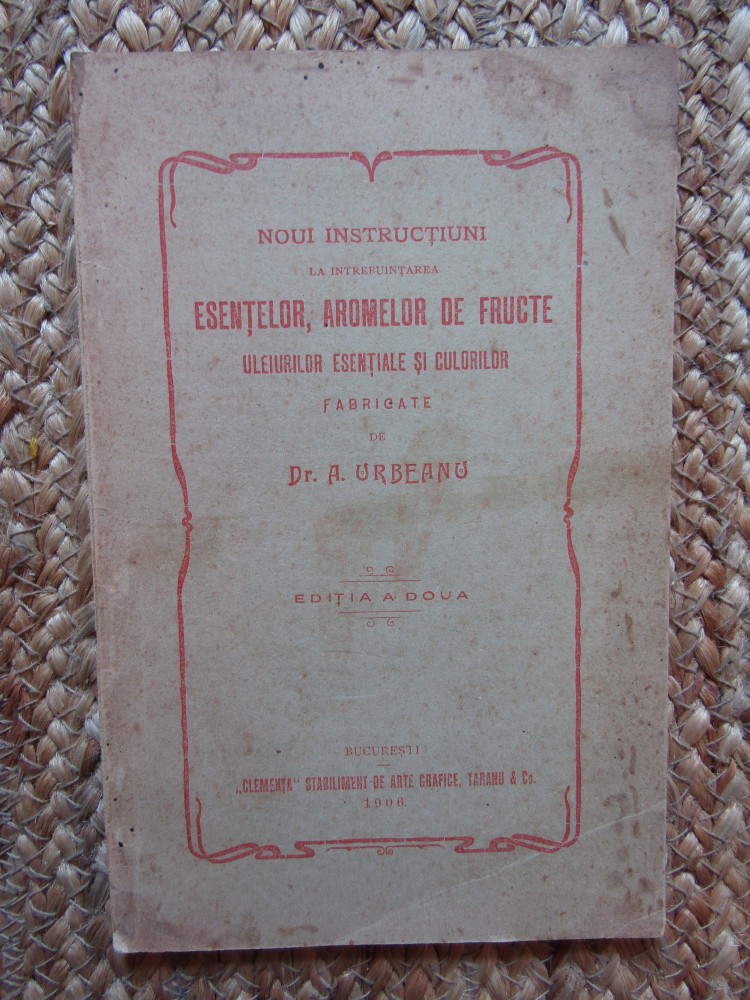 NOUI INSTRUCȚIUNI
LA INTREBUINȚAREA
ESENȚELOR, AROMELOR DE FRUCTE
ULEIURILOR ESENȚIALE ȘI CULORILOR
FABRICATE
DE
Dr. A. URBEANU
EDIȚIA A DOUA
BUCUREȘTI
„CLEMENȚA" STABILIMENT DE ARTE GRAFICE, TARANU & Co.
1906.